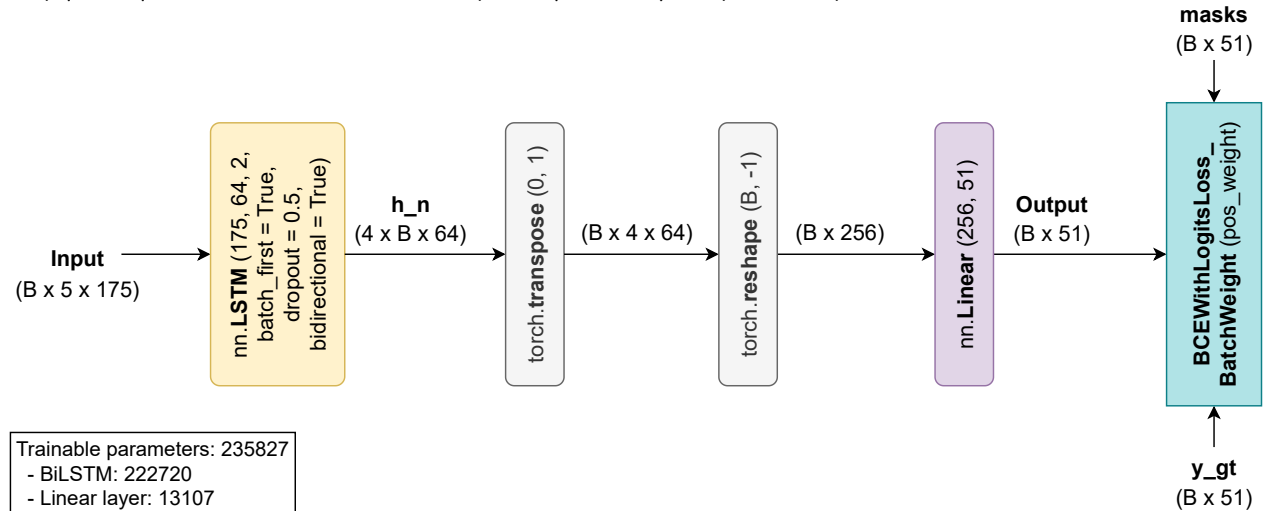 masks
(B x 51)
nn.LSTM (175, 64, 2,
batch_first = True,
dropout = 0.5,
bidirectional = True)
torch.transpose (0, 1)
torch.reshape (B, -1)
nn.Linear (256, 51)
BCEWithLogitsLoss_
BatchWeight (pos_weight)
h_n
(4 x B x 64)
(B x 4 x 64)
(B x 256)
Output
(B x 51)
Input
(B x 5 x 175)
Trainable parameters: 235827
- BiLSTM: 222720
- Linear layer: 13107
y_gt
(B x 51)